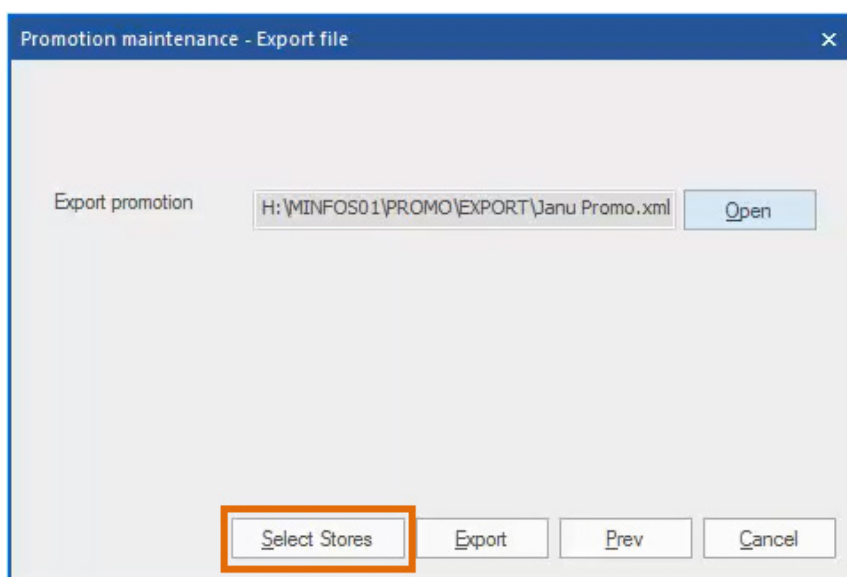 Promotion maintenance - Export file
Export promotion H:\MINFOS01\PROMO\EXPORT\Janu Promo.xml Open
Select Stores Export Prev Cancel